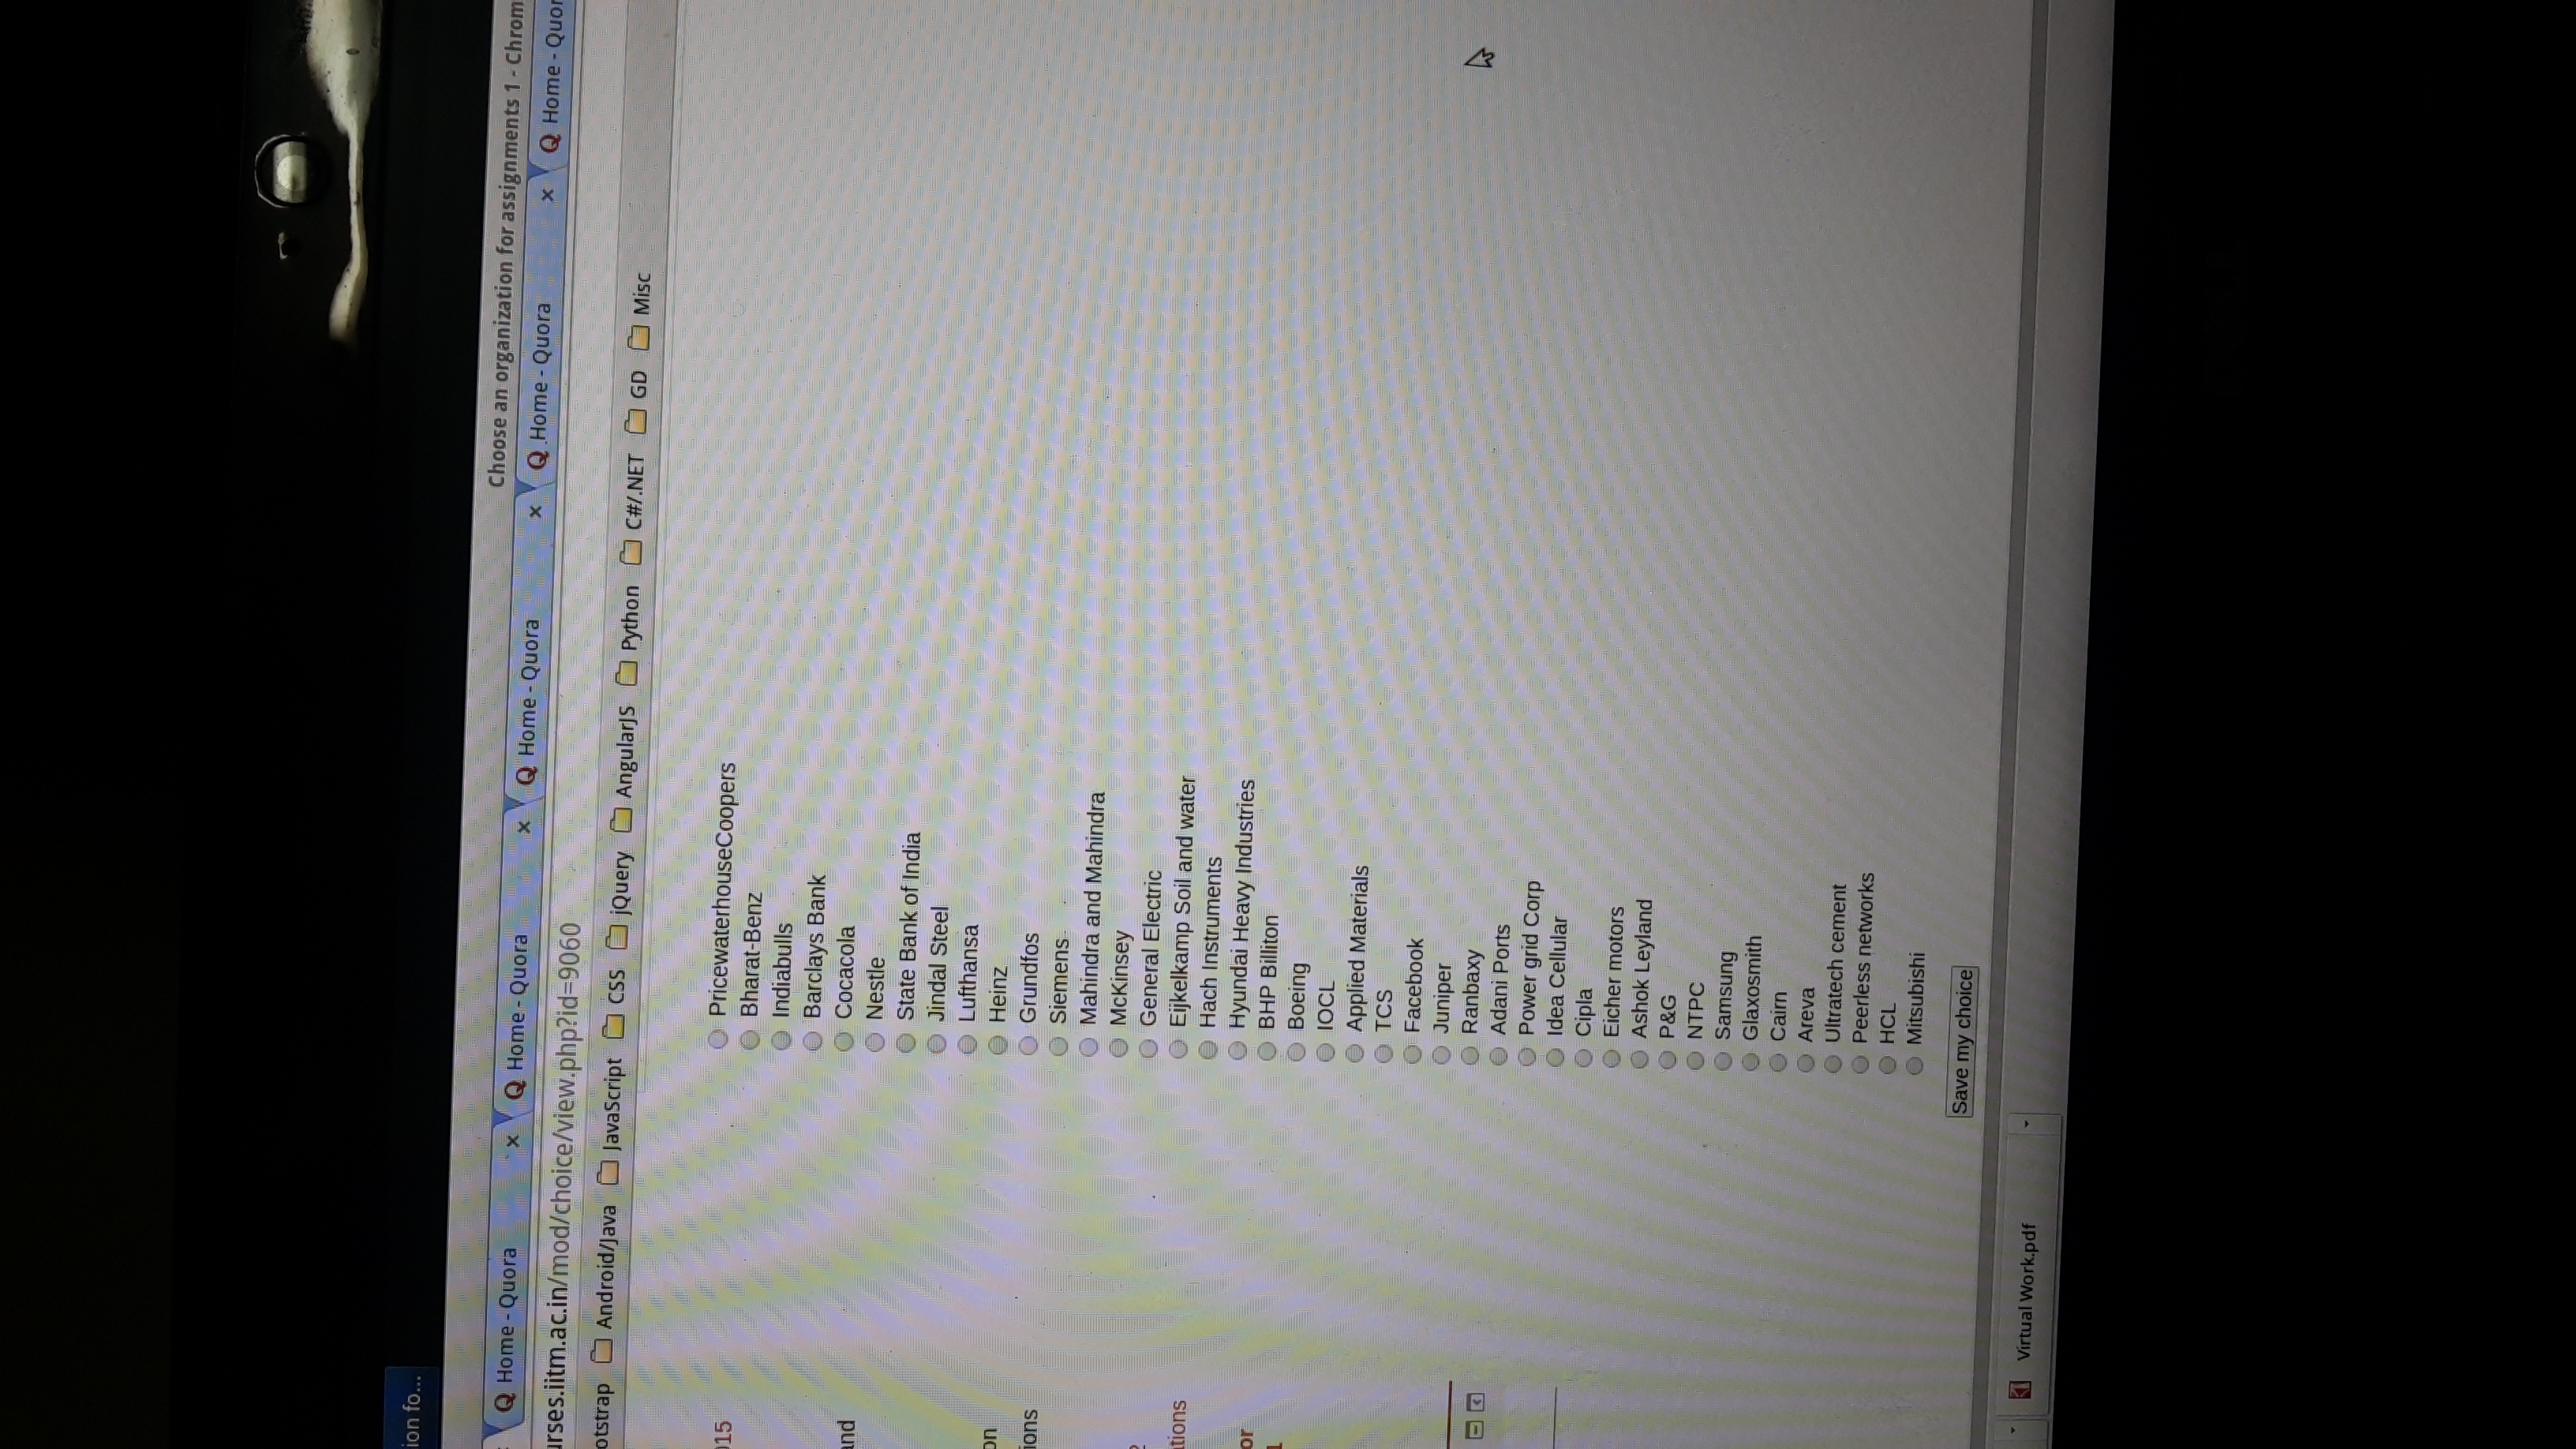 ion fo...
Choose an organization for assignments 1 - Chrom
Home - Quora
Home - Quora
Home - Quora
Home - Quora
Home - Quor
urses.iitm.ac.in/mod/choice/view.php?id=9060
otstrap Android/Java JavaScript CSS jQuery AngularJS Python C#/.NET GD Misc
015
and
on
ions
2
ations
or
1
PricewaterhouseCoopers
Bharat-Benz
Indiabulls
Barclays Bank
Cocacola
Nestle
State Bank of India
Jindal Steel
Lufthansa
Heinz
Grundfos
Siemens
Mahindra and Mahindra
McKinsey
General Electric
Eijkelkamp Soil and water
Hach Instruments
Hyundai Heavy Industries
BHP Billiton
Boeing
IOCL
Applied Materials
TCS
Facebook
Juniper
Ranbaxy
Adani Ports
Power grid Corp
Idea Cellular
Cipla
Eicher motors
Ashok Leyland
P&G
NTPC
Samsung
Glaxosmith
Cairn
Areva
Ultratech cement
Peerless networks
HCL
Mitsubishi
Save my choice
Virtual Work.pdf